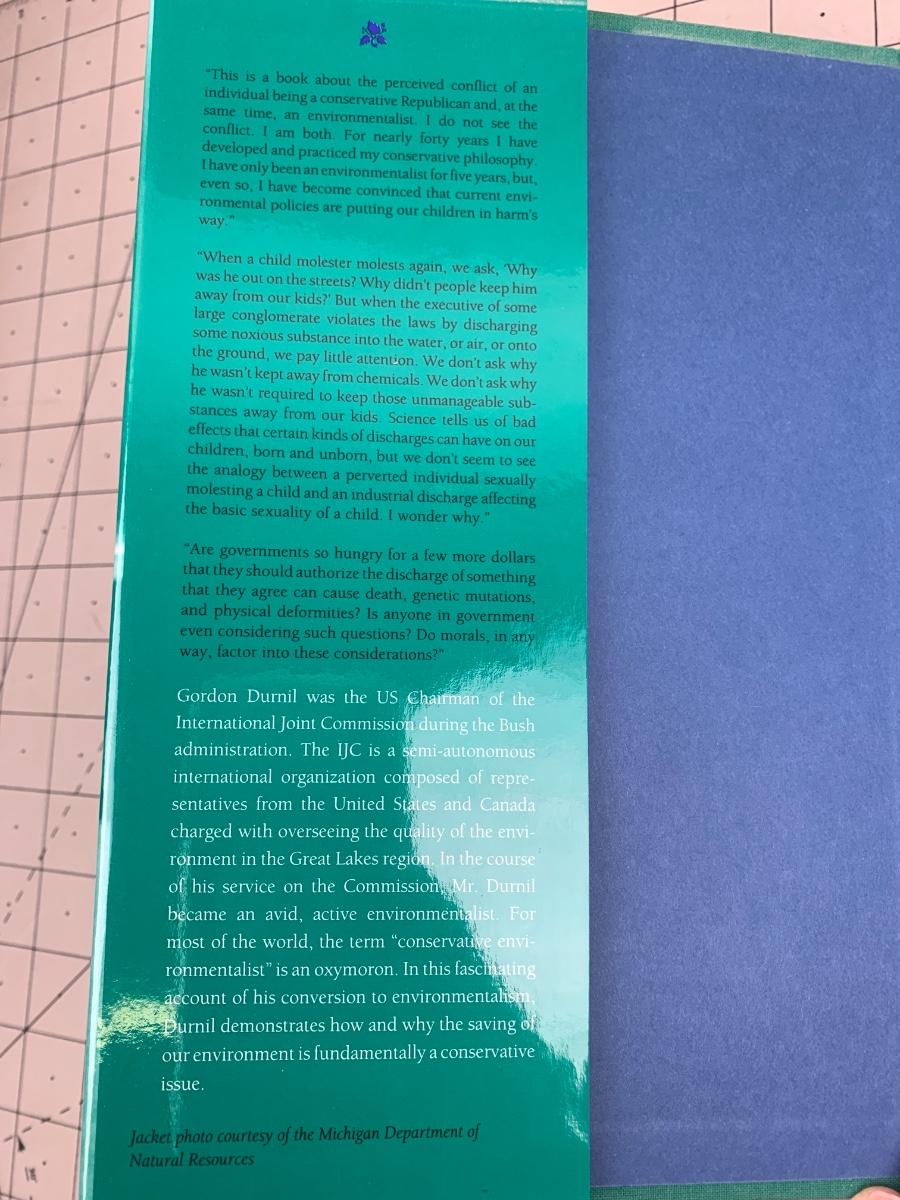 "This is a book about the perceived conflict of an
individual being a conservative Republican and, at the
same time, an environmentalist. I do not see the
conflict. I am both. For nearly forty years I have
developed and practiced my conservative philosophy.
I have only been an environmentalist for five years, but,
even so, I have become convinced that current envi-
ronmental policies are putting our children in harm's
way."
"When a child molester molests again, we ask, 'Why
was he out on the streets? Why didn't people keep him
away from our kids?' But when the executive of some
large conglomerate violates the laws by discharging
some noxious substance into the water, or air, or onto
the ground, we pay little attention. We don't ask why
he wasn't kept away from chemicals. We don't ask why
he wasn't required to keep those unmanageable sub-
stances away from our kids. Science tells us of bad
effects that certain kinds of discharges can have on our
children, born and unborn, but we don't seem to see
the analogy between a perverted individual sexually
molesting a child and an industrial discharge affecting
the basic sexuality of a child. I wonder why."
"Are governments so hungry for a few more dollars
that they should authorize the discharge of something
that they agree can cause death, genetic mutations,
and physical deformities? Is anyone in government
even considering such questions? Do morals, in any
way, factor into these considerations?"
Gordon Durnil was the US Chairman of the
International Joint Commission during the Bush
administration. The IJC is a semi-autonomous
international organization composed of repre-
sentatives from the United States and Canada
charged with overseeing the quality of the envi-
ronment in the Great Lakes region. In the course
of his service on the Commission, Mr. Durnil
became an avid, active environmentalist. For
most of the world, the term "conservative envi-
ronmentalist" is an oxymoron. In this fascinating
account of his conversion to environmentalism,
Durnil demonstrates how and why the saving of
our environment is fundamentally a conservative
issue.
Jacket photo courtesy of the Michigan Department of
Natural Resources